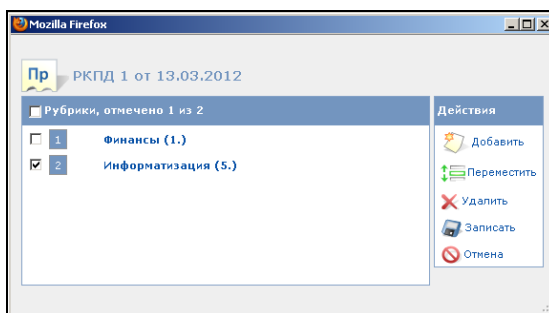 Mozilla Firefox
Пр РКПД 1 от 13.03.2012
Рубрики, отмечено 1 из 2
1 Финансы (1.)
2 Информатизация (5.)
Действия
Добавить
Переместить
Удалить
Записать
Отмена